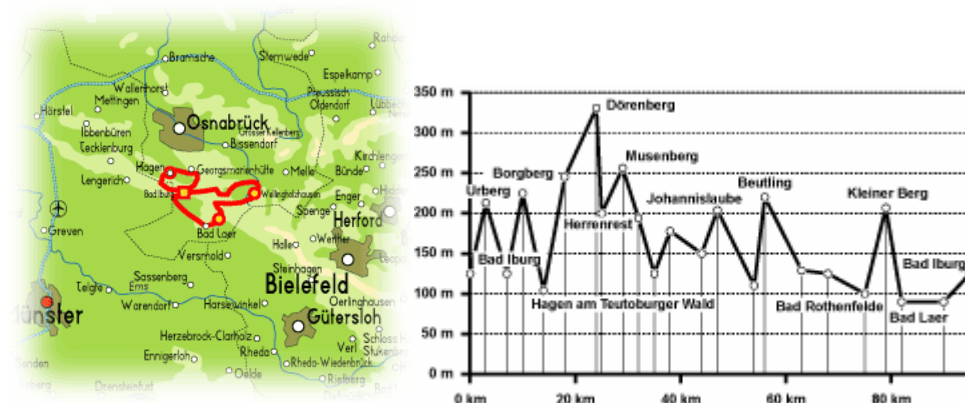 Rahden
Bramsche
Sternwede
Espelkamp
Wallenhorst
Preussisch
Oldendorf
Mettingen
Hörstel
Ibbenbüren
Osnabrück
Grosser Kellenberg
Tecklenburg
Bissendorf
Hagen
Georgsmarienhütte
Melle
Bünde
Lengerich
Bad Iburg
Wellingholzhausen
Enger
Spenge
Herford
Greven
Bad Laer
Halle
Werther
Versmold
Steinhagen
Sassenberg
Telgte
Ems
Bielefeld
Warendorf
Harsewinkel
Oerlinghausen
Münster
Gütersloh
Herzebrock-Clarholz
Verl
Schloss H
Stukenbr
Ennigerloh
Rheda
Rheda-Wiedenbrück
Oelde
Rietberg
Drensteinfurt
350 m
300 m
250 m
200 m
150 m
100 m
50 m
0 m
Dörenberg
Musenberg
Borgberg
Urberg
Johannislaube
Beutling
Kleiner Berg
Herrenrest
Bad Iburg
Bad Iburg
Hagen am Teutoburger Wald
Bad Rothenfelde
Bad Laer
0 km
20 km
40 km
60 km
80 km